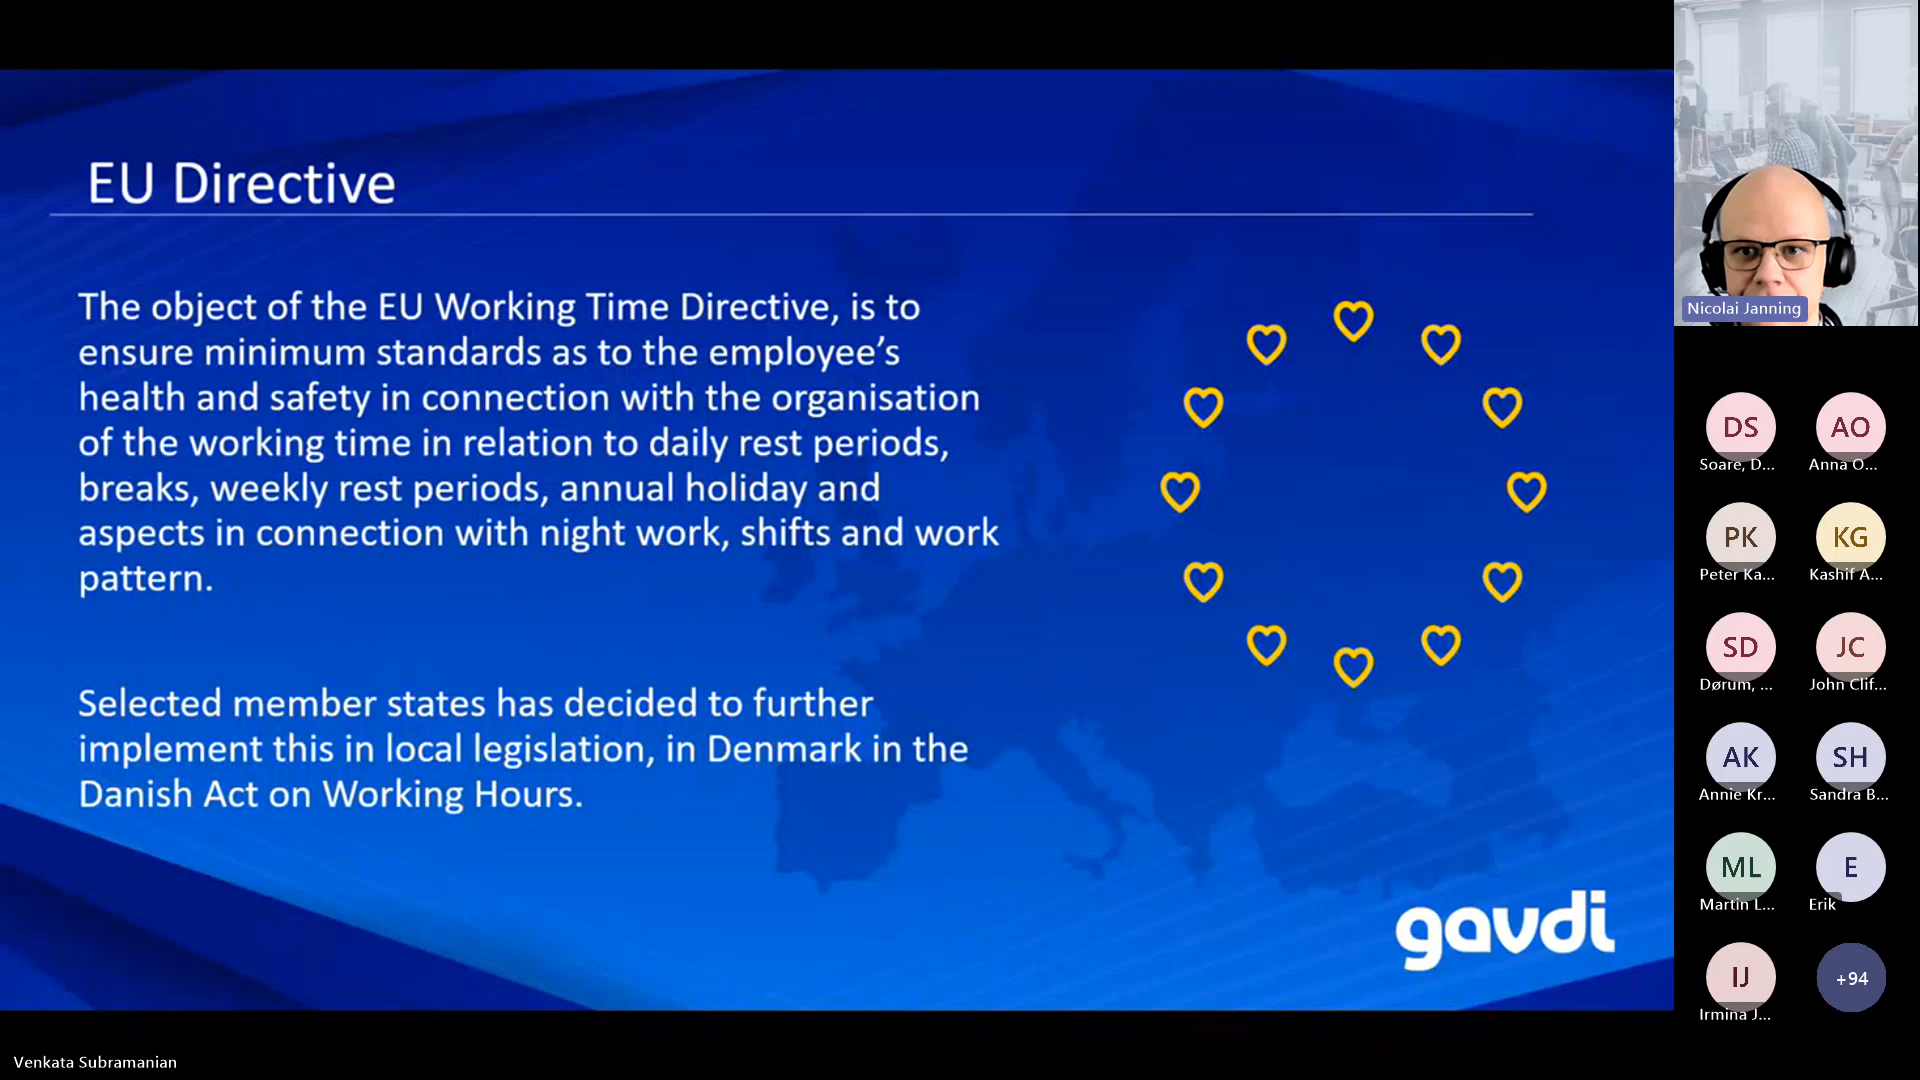 EU Directive
The object of the EU Working Time Directive, is to
ensure minimum standards as to the employee’s
health and safety in connection with the organisation
of the working time in relation to daily rest periods,
breaks, weekly rest periods, annual holiday and
aspects in connection with night work, shifts and work
pattern.
Selected member states has decided to further
implement this in local legislation, in Denmark in the
Danish Act on Working Hours.
gavdi
Venkata Subramanian
Nicolai Janning
DS
AO
Soare, D...
Anna O...
PK
KG
Peter Ka...
Kashif A...
SD
JC
Dørum, ...
John Clif...
AK
SH
Annie Kr...
Sandra B...
ML
E
Martin L...
Erik
IJ
+94
Irmina J...